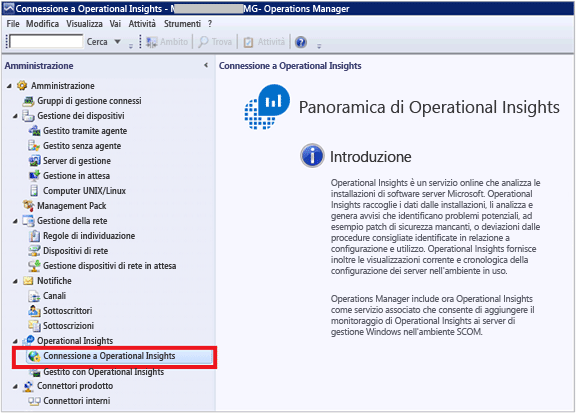 Connessione a Operational Insights - M MG- Operations Manager
File Modifica Visualizza Vai Attività Strumenti ?
Cerca Ambito Trova Attività
Amministrazione
Amministrazione
Gruppi di gestione connessi
Gestione dei dispositivi
Gestito tramite agente
Gestito senza agente
Server di gestione
Gestione in attesa
Computer UNIX/Linux
Management Pack
Gestione della rete
Regole di individuazione
Dispositivi di rete
Gestione dispositivi di rete in attesa
Notifiche
Canali
Sottoscrittori
Sottoscrizioni
Operational Insights
Connessione a Operational Insights
Gestito con Operational Insights
Connettori prodotto
Connettori interni
Connessione a Operational Insights
Panoramica di Operational Insights
Introduzione
Operational Insights è un servizio online che analizza le
installazioni di software server Microsoft. Operational
Insights raccoglie i dati dalle installazioni, li analizza e
genera avvisi che identificano problemi potenziali, ad
esempio patch di sicurezza mancanti, o deviazioni dalle
procedure consigliate identificate in relazione a
configurazione e utilizzo. Operational Insights fornisce
inoltre le visualizzazioni corrente e cronologica della
configurazione dei server nell'ambiente in uso.
Operations Manager include ora Operational Insights
come servizio associato che consente di aggiungere il
monitoraggio di Operational Insights ai server di
gestione Windows nell'ambiente SCOM.